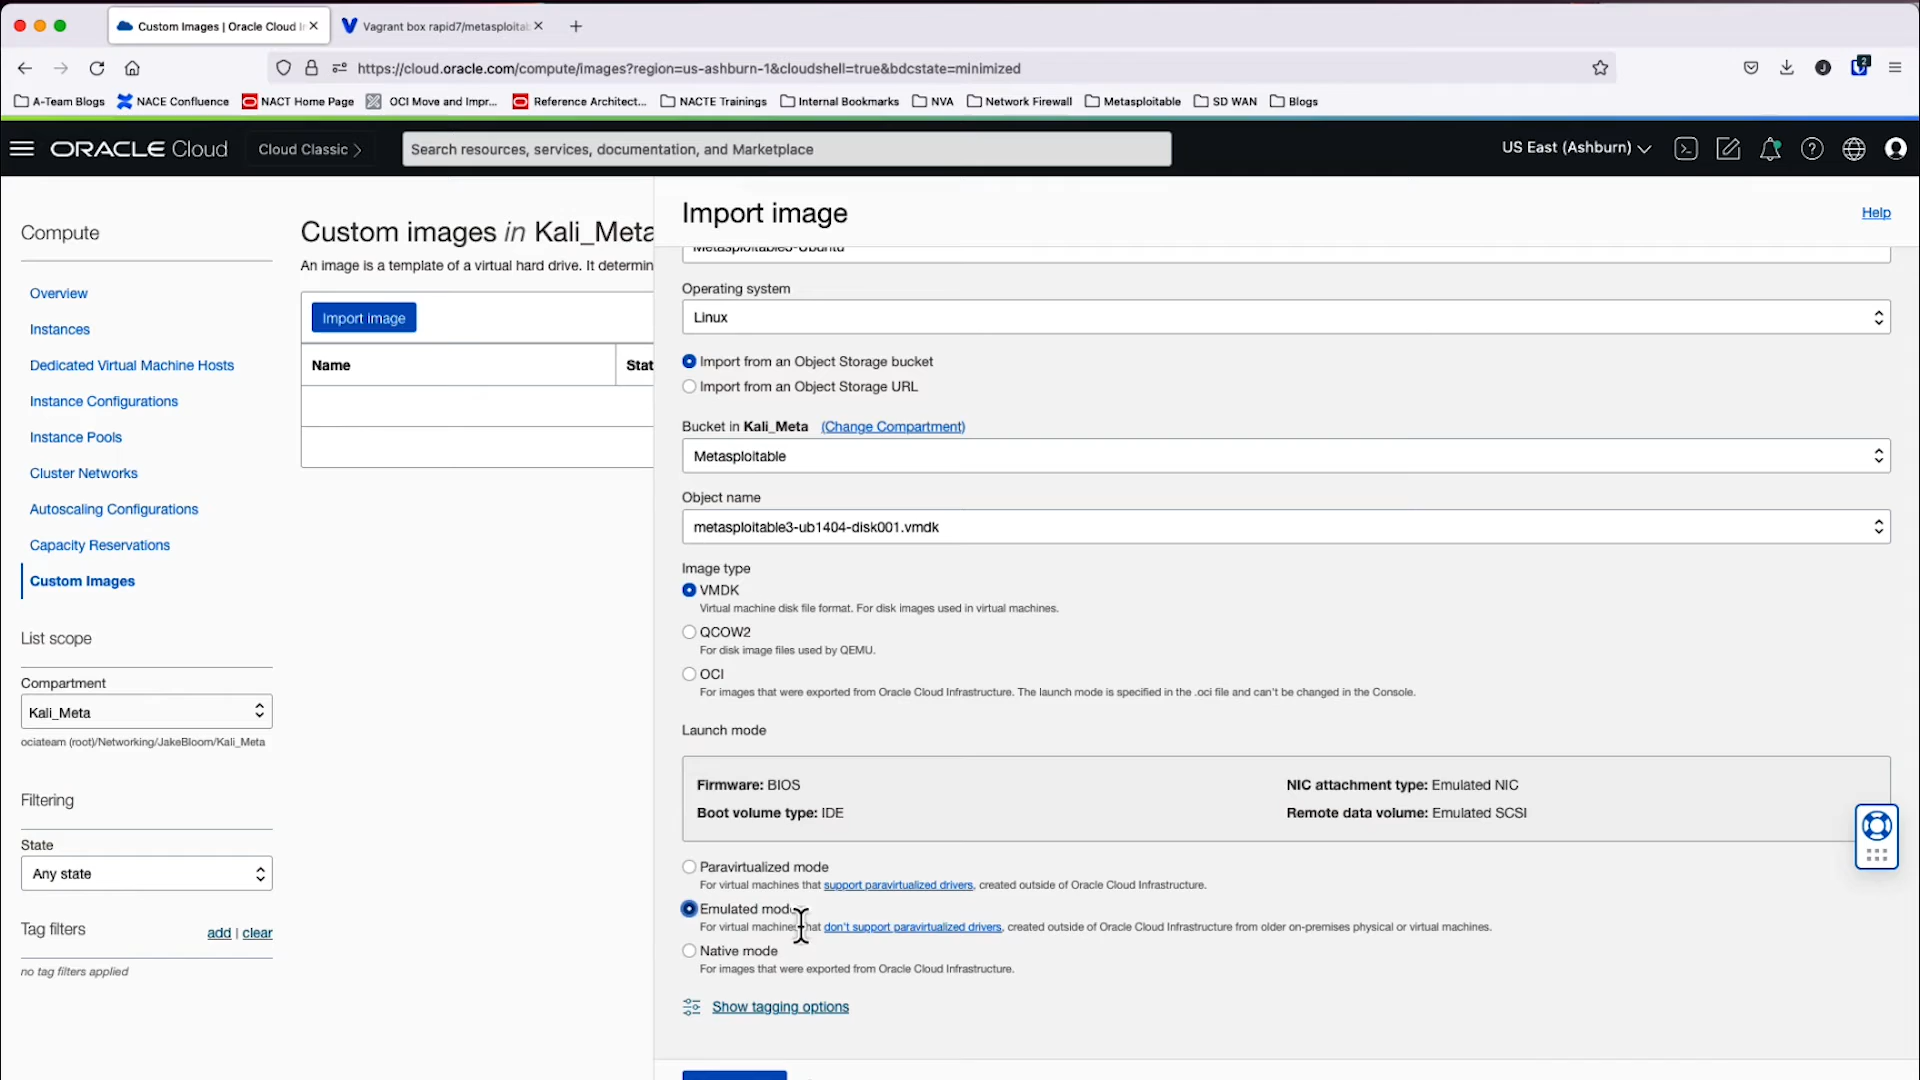 Custom Images | Oracle Cloud I
Vagrant box rapid7/metasploita
https://cloud.oracle.com/compute/images?region=us-ashburn-1&cloudshell=true&bdcstate=minimized
J
2
A-Team Blogs
NACE Confluence
NACT Home Page
OCI Move and Impr...
Reference Architect...
NACTE Trainings
Internal Bookmarks
NVA
Network Firewall
Metasploitable
SD WAN
Blogs
ORACLE Cloud
Cloud Classic
Search resources, services, documentation, and Marketplace
US East (Ashburn)
Compute
Overview
Instances
Dedicated Virtual Machine Hosts
Instance Configurations
Instance Pools
Cluster Networks
Autoscaling Configurations
Capacity Reservations
Custom Images
List scope
Compartment
Kali_Meta
ociateam (root)/Networking/JakeBloom/Kali_Meta
Filtering
State
Any state
Tag filters
add | clear
no tag filters applied
Custom images in Kali_Meta
An image is a template of a virtual hard drive. It determin
Import image
Name
Stat
Import image
Help
Metasploitable3-Ubuntu
Operating system
Linux
Import from an Object Storage bucket
Import from an Object Storage URL
Bucket in Kali_Meta (Change Compartment)
Metasploitable
Object name
metasploitable3-ub1404-disk001.vmdk
Image type
VMDK
Virtual machine disk file format. For disk images used in virtual machines.
QCOW2
For disk image files used by QEMU.
OCI
For images that were exported from Oracle Cloud Infrastructure. The launch mode is specified in the .oci file and can't be changed in the Console.
Launch mode
Firmware: BIOS
NIC attachment type: Emulated NIC
Boot volume type: IDE
Remote data volume: Emulated SCSI
Paravirtualized mode
For virtual machines that support paravirtualized drivers, created outside of Oracle Cloud Infrastructure.
Emulated mode
For virtual machines that don't support paravirtualized drivers, created outside of Oracle Cloud Infrastructure from older on-premises physical or virtual machines.
Native mode
For images that were exported from Oracle Cloud Infrastructure.
Show tagging options